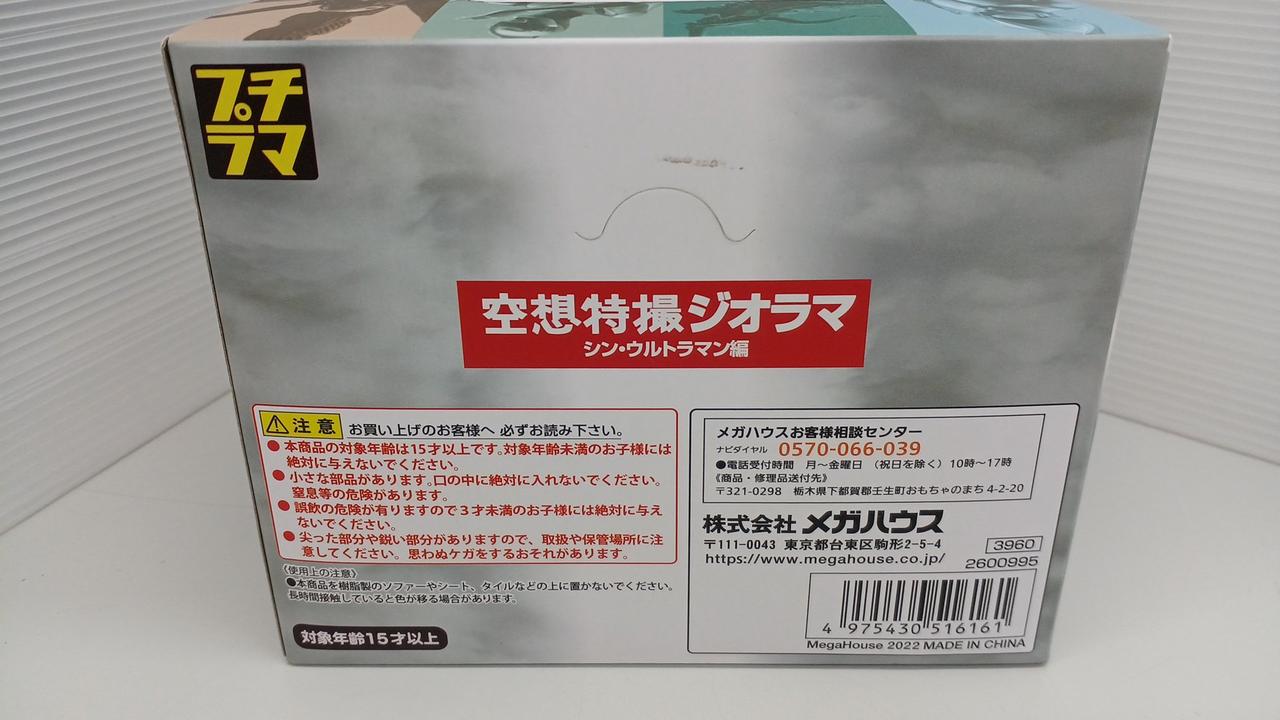 プチ
ラマ
空想特撮ジオラマ
シン・ウルトラマン編
注意 お買い上げのお客様へ 必ずお読み下さい。
●本商品の対象年齢は15才以上です。対象年齢未満のお子様には
絶対に与えないでください。
●小さな部品があります。口の中に絶対に入れないでください。
窒息等の危険があります。
●誤飲の危険が有りますので3才未満のお子様には絶対に与え
ないでください。
●尖った部分や鋭い部分がありますので、取扱や保管場所に注
意してください。思わぬケガをするおそれがあります。
〈使用上の注意〉
●本商品を樹脂製のソファーやシート、タイルなどの上に置かないでください。
長時間接触していると色が移る場合があります。
対象年齢15才以上
メガハウスお客様相談センター
ナビダイヤル 0570-066-039
●電話受付時間 月〜金曜日 (祝日を除く) 10時〜17時
《商品・修理品送付先》
〒321-0298 栃木県下都賀郡壬生町おもちゃのまち4-2-20
株式会社 メガハウス
〒111-0043 東京都台東区駒形2-5-4
https://www.megahouse.co.jp/
3960
2600995
4 975430 516161
MegaHouse 2022 MADE IN CHINA